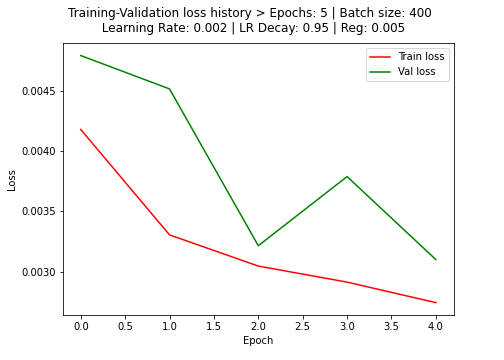 Training-Validation loss history > Epochs: 5 | Batch size: 400
Learning Rate: 0.002 | LR Decay: 0.95 | Reg: 0.005
Train loss
Val loss
0.0045
0.0040
0.0035
0.0030
Loss
0.0 0.5 1.0 1.5 2.0 2.5 3.0 3.5 4.0
Epoch